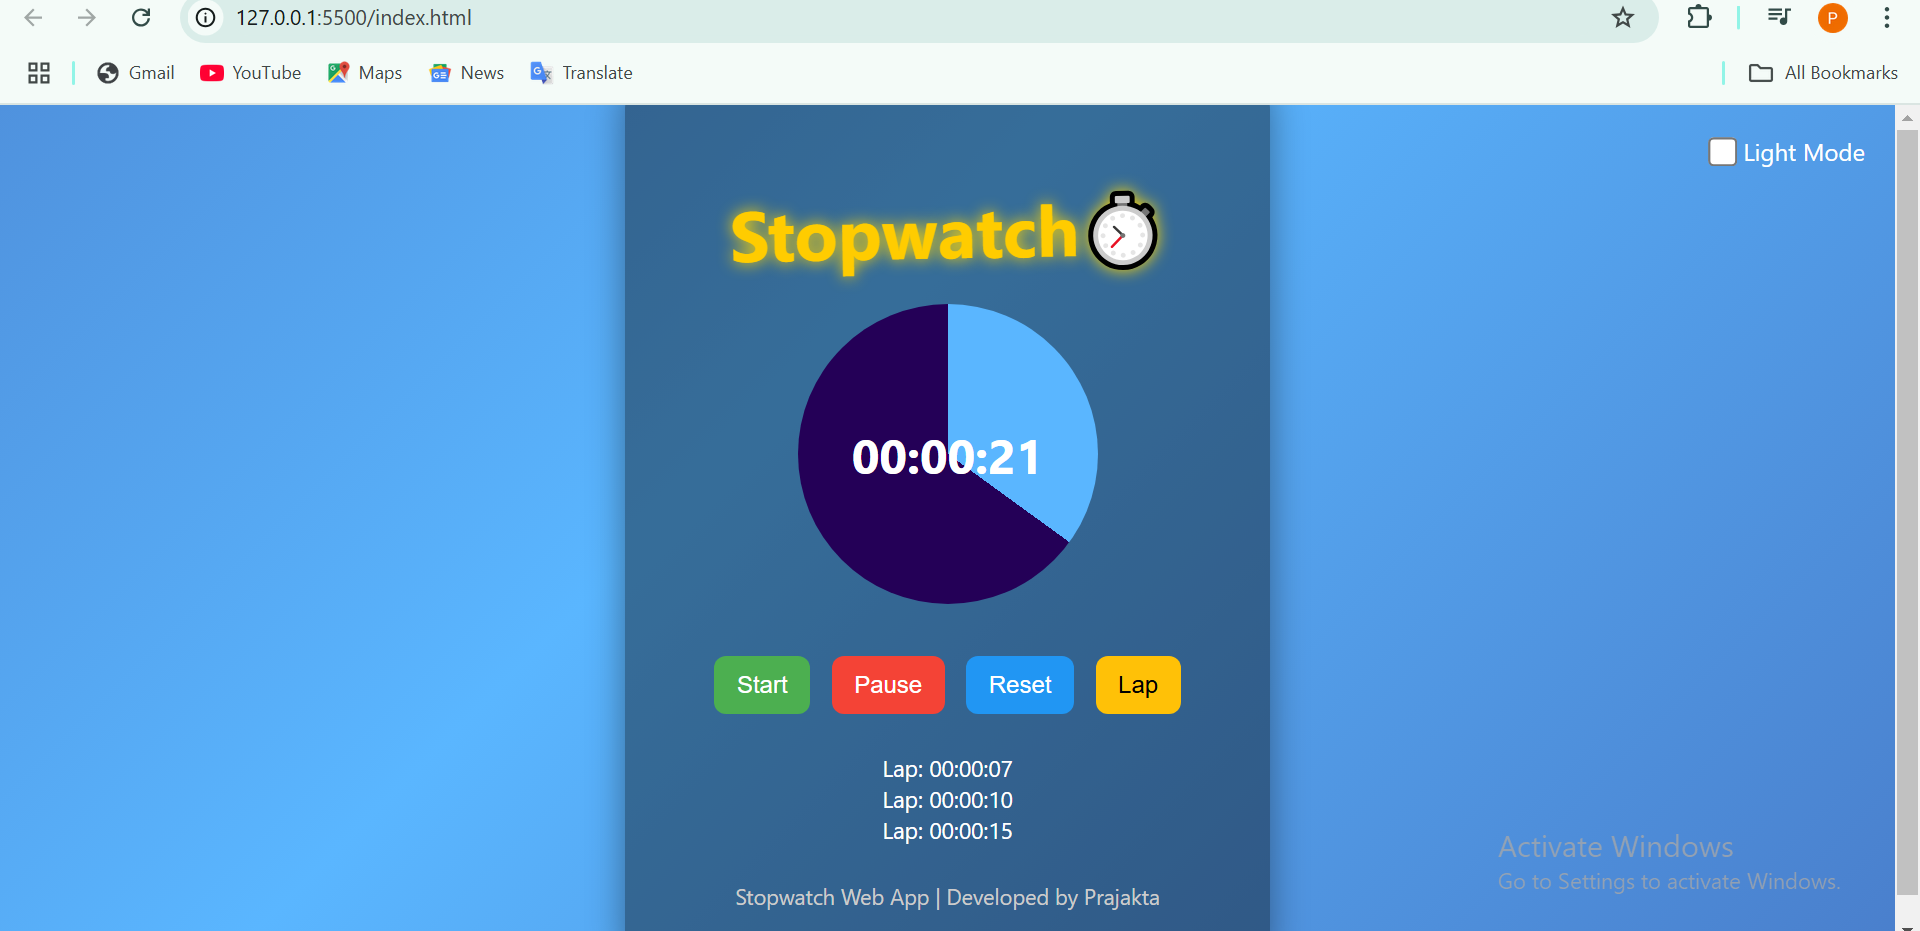 127.0.0.1:5500/index.html
P
Gmail YouTube Maps News Translate All Bookmarks
Light Mode
Stopwatch
00:00:21
Start Pause Reset Lap
Lap: 00:00:07
Lap: 00:00:10
Lap: 00:00:15
Activate Windows
Go to Settings to activate Windows.
Stopwatch Web App | Developed by Prajakta